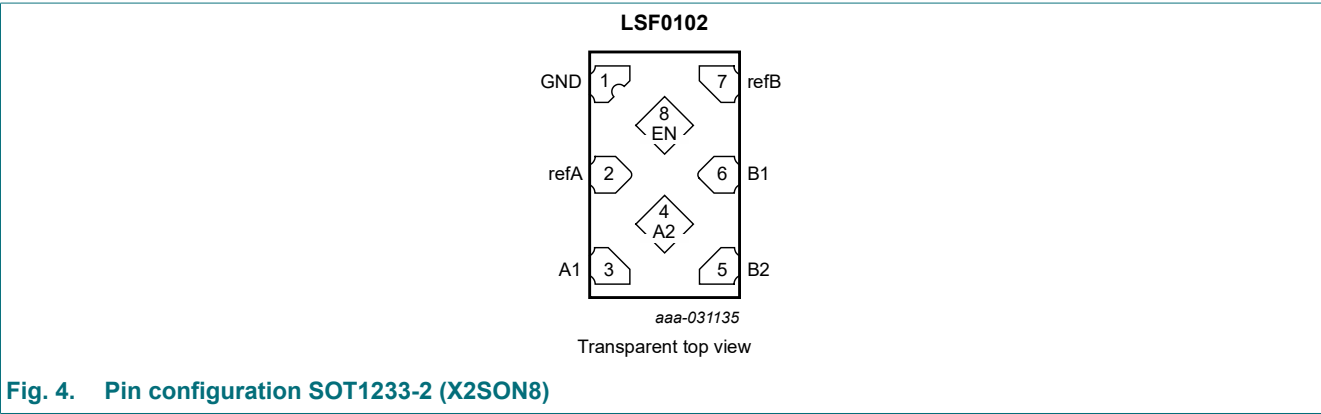 LSF0102
GND 1 7 refB
8
EN
refA 2 6 B1
4
A2
A1 3 5 B2
aaa-031135
Transparent top view
Fig. 4. Pin configuration SOT1233-2 (X2SON8)